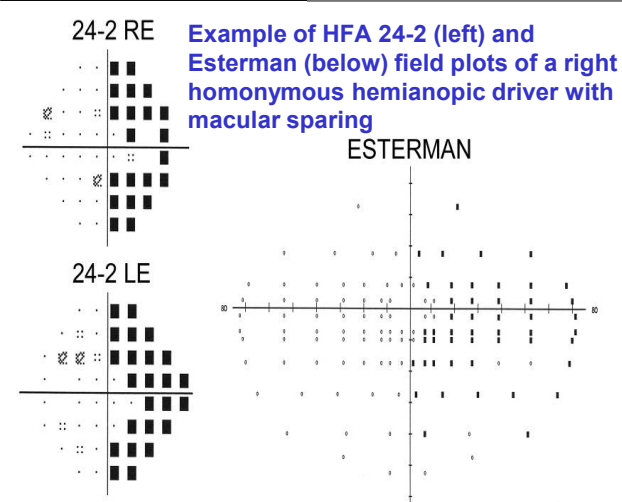 24-2 RE
Example of HFA 24-2 (left) and
Esterman (below) field plots of a right
homonymous hemianopic driver with
macular sparing
ESTERMAN
24-2 LE
80
80